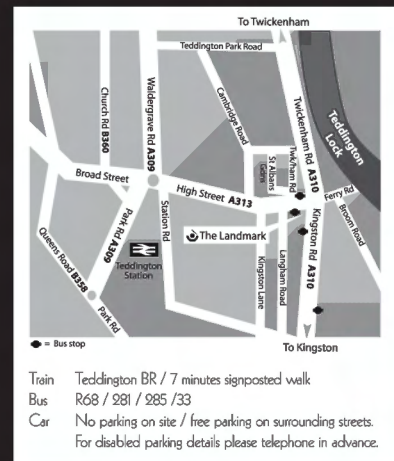 To Twickenham
Teddington Park Road
Church Rd B360
Waldergrave Rd A309
Cambridge Road
Twickenham Rd A310
Teddington
Lock
St Albans
Gdns
Twk/ham Rd
Broad Street
High Street A313
Ferry Rd
Park Rd A309
Station Rd
The Landmark
Kingston Rd A310
Broom Road
Queens Road B358
Teddington
Station
Kingston Lane
Langham Road
Park Rd
= Bus stop
To Kingston
Train Teddington BR / 7 minutes signposted walk
Bus R68 / 281 / 285 /33
Car No parking on site / free parking on surrounding streets.
For disabled parking details please telephone in advance.